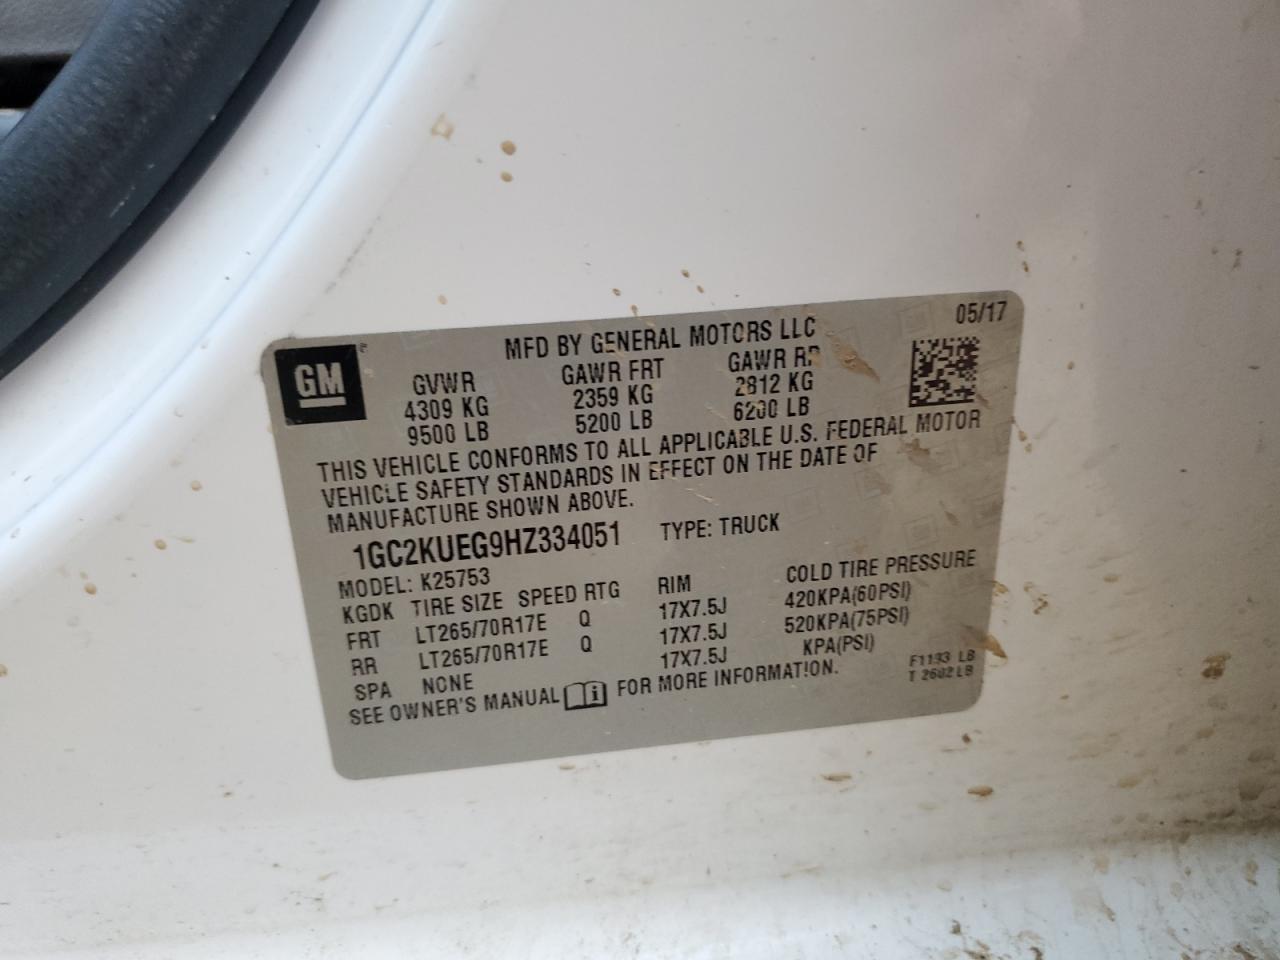 05/17
MFD BY GENERAL MOTORS LLC
GM
GVWR GAWR FRT GAWR RR
4309 KG 2359 KG 2812 KG
9500 LB 5200 LB 6200 LB
THIS VEHICLE CONFORMS TO ALL APPLICABLE U.S. FEDERAL MOTOR
VEHICLE SAFETY STANDARDS IN EFFECT ON THE DATE OF
MANUFACTURE SHOWN ABOVE.
1GC2KUEG9HZ334051 TYPE: TRUCK
MODEL: K25753
KGDK TIRE SIZE SPEED RTG RIM COLD TIRE PRESSURE
FRT LT265/70R17E Q 17X7.5J 420KPA(60PSI)
RR LT265/70R17E Q 17X7.5J 520KPA(75PSI)
SPA NONE 17X7.5J KPA(PSI)
SEE OWNER'S MANUAL FOR MORE INFORMATION.
F1193 LB
T 2602 LB